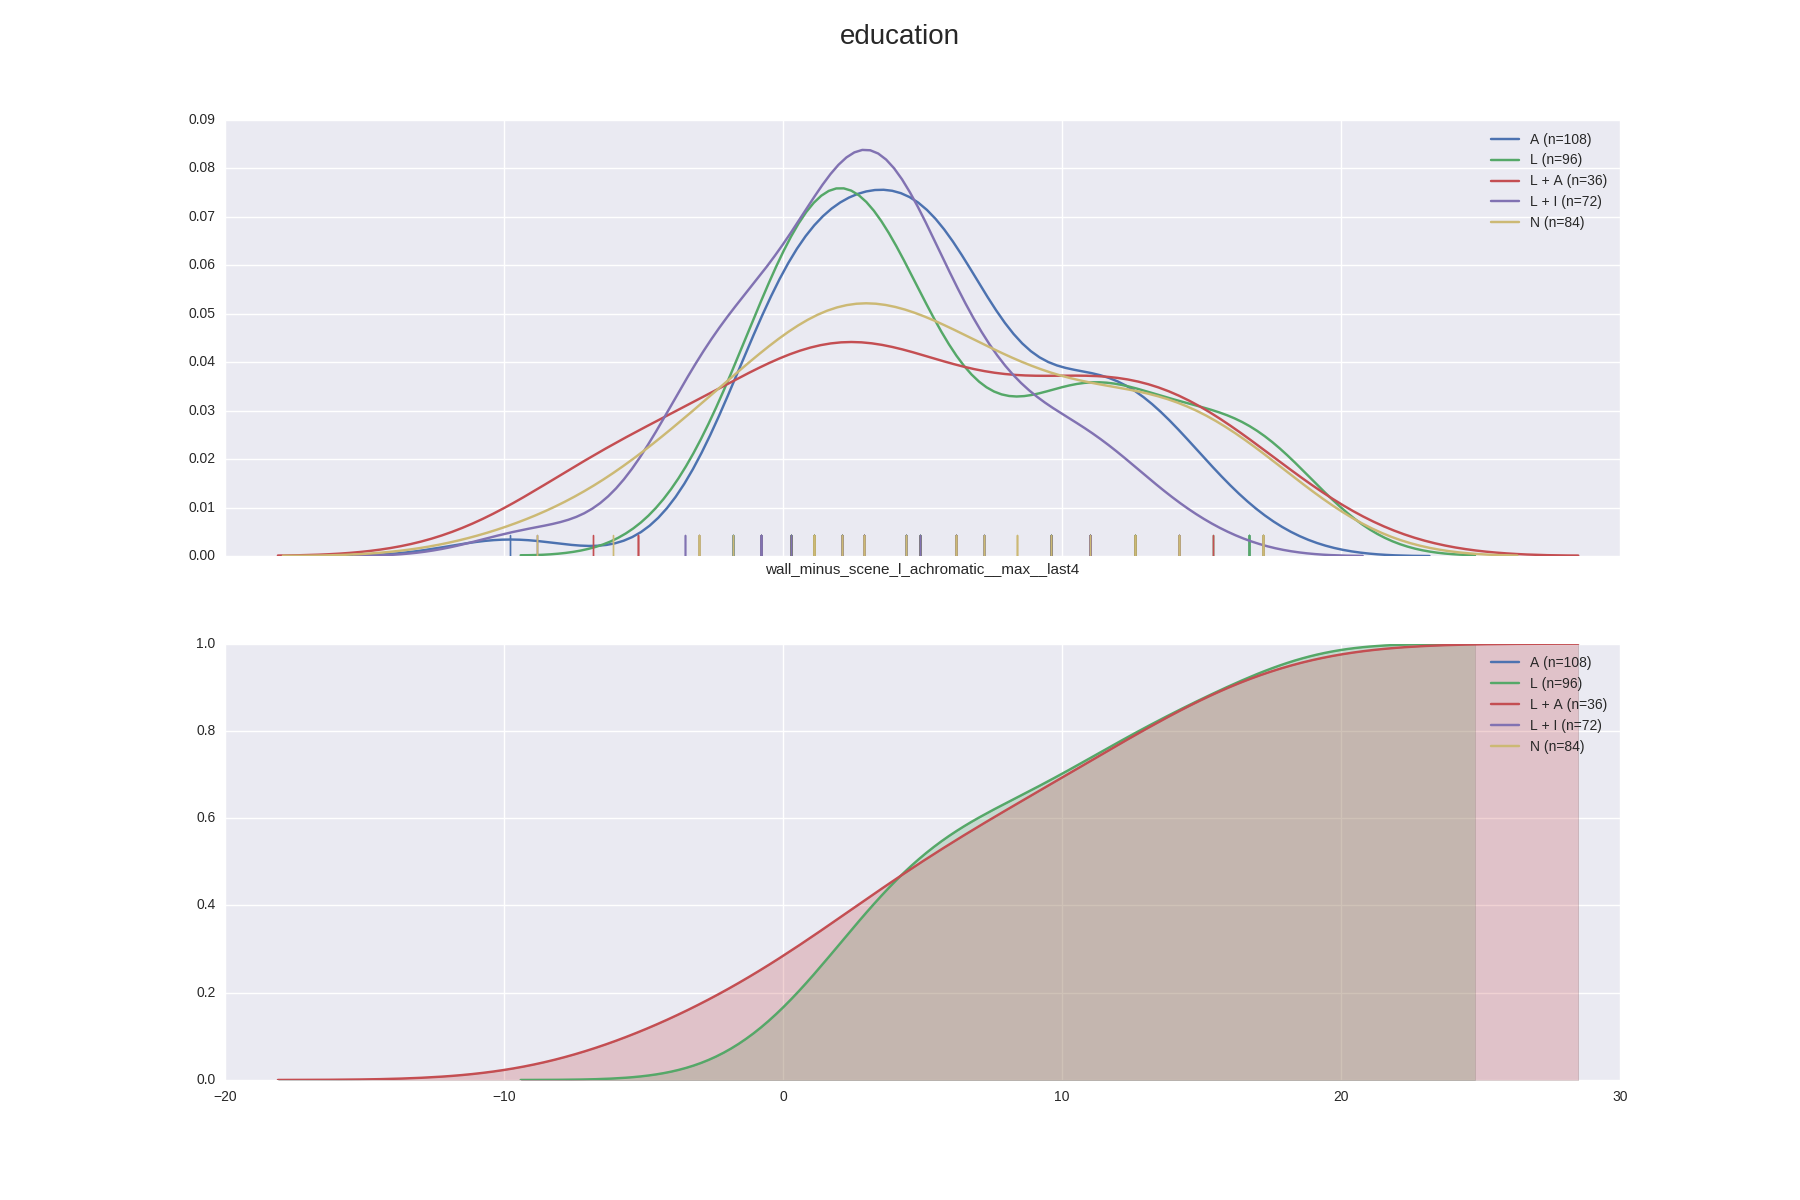 education
0.09
0.08
0.07
0.06
0.05
0.04
0.03
0.02
0.01
0.00
A (n=108)
L (n=96)
L + A (n=36)
L + I (n=72)
N (n=84)
wall_minus_scene_l_achromatic__max__last4
1.0
0.8
0.6
0.4
0.2
0.0
A (n=108)
L (n=96)
L + A (n=36)
L + I (n=72)
N (n=84)
−20 −10 0 10 20 30